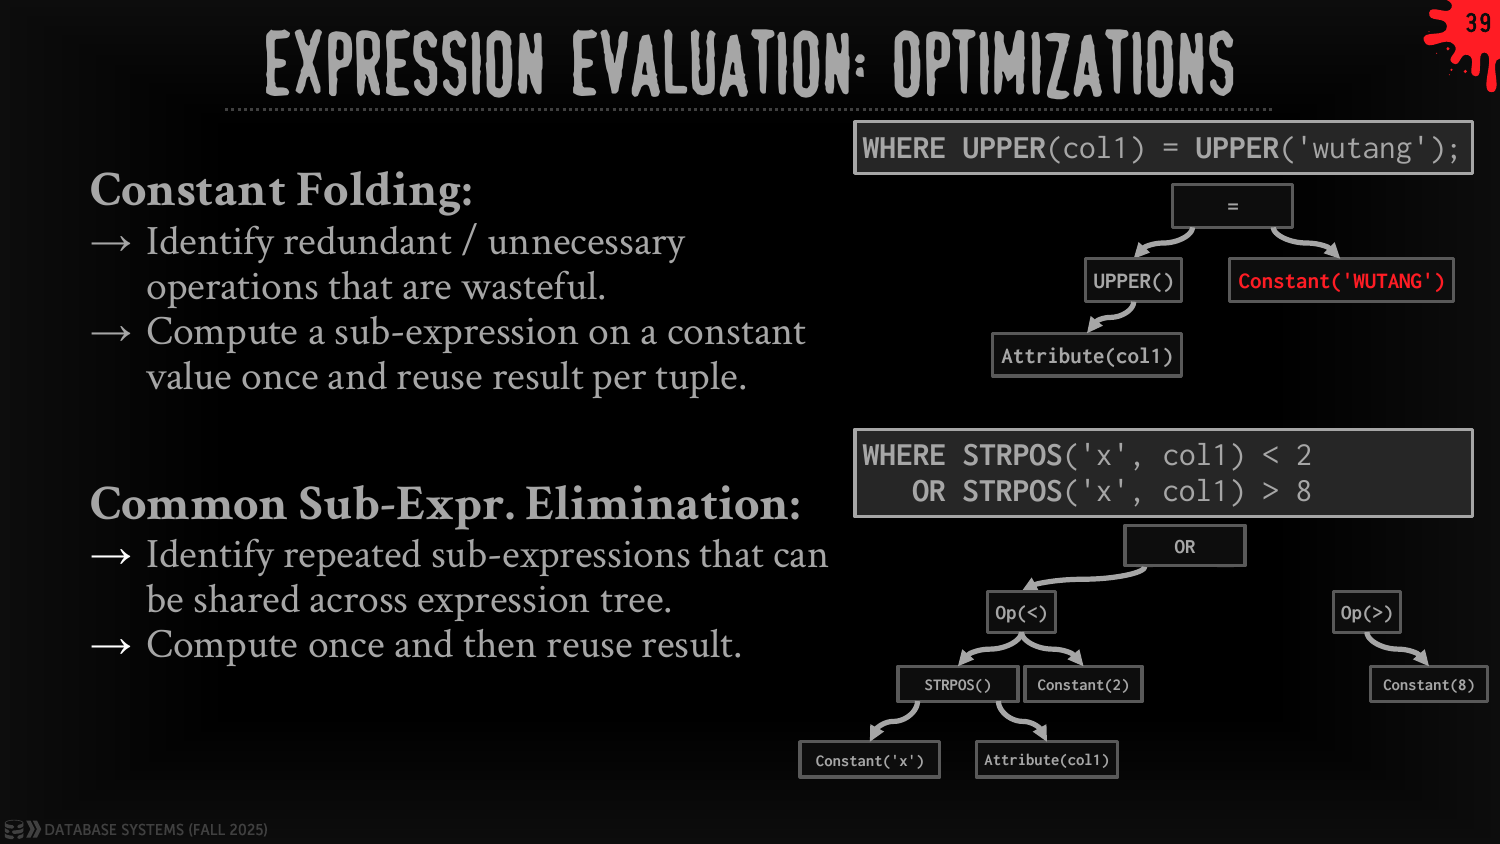 39
EXPRESSION EVALUATION: OPTIMIZATIONS
Constant Folding:
→ Identify redundant / unnecessary
operations that are wasteful.
→ Compute a sub-expression on a constant
value once and reuse result per tuple.
WHERE UPPER(col1) = UPPER('wutang');
=
UPPER()
Constant('WUTANG')
Attribute(col1)
Common Sub-Expr. Elimination:
→ Identify repeated sub-expressions that can
be shared across expression tree.
→ Compute once and then reuse result.
WHERE STRPOS('x', col1) < 2
OR STRPOS('x', col1) > 8
OR
Op(<)
Op(>)
STRPOS()
Constant(2)
Constant(8)
Constant('x')
Attribute(col1)
DATABASE SYSTEMS (FALL 2025)